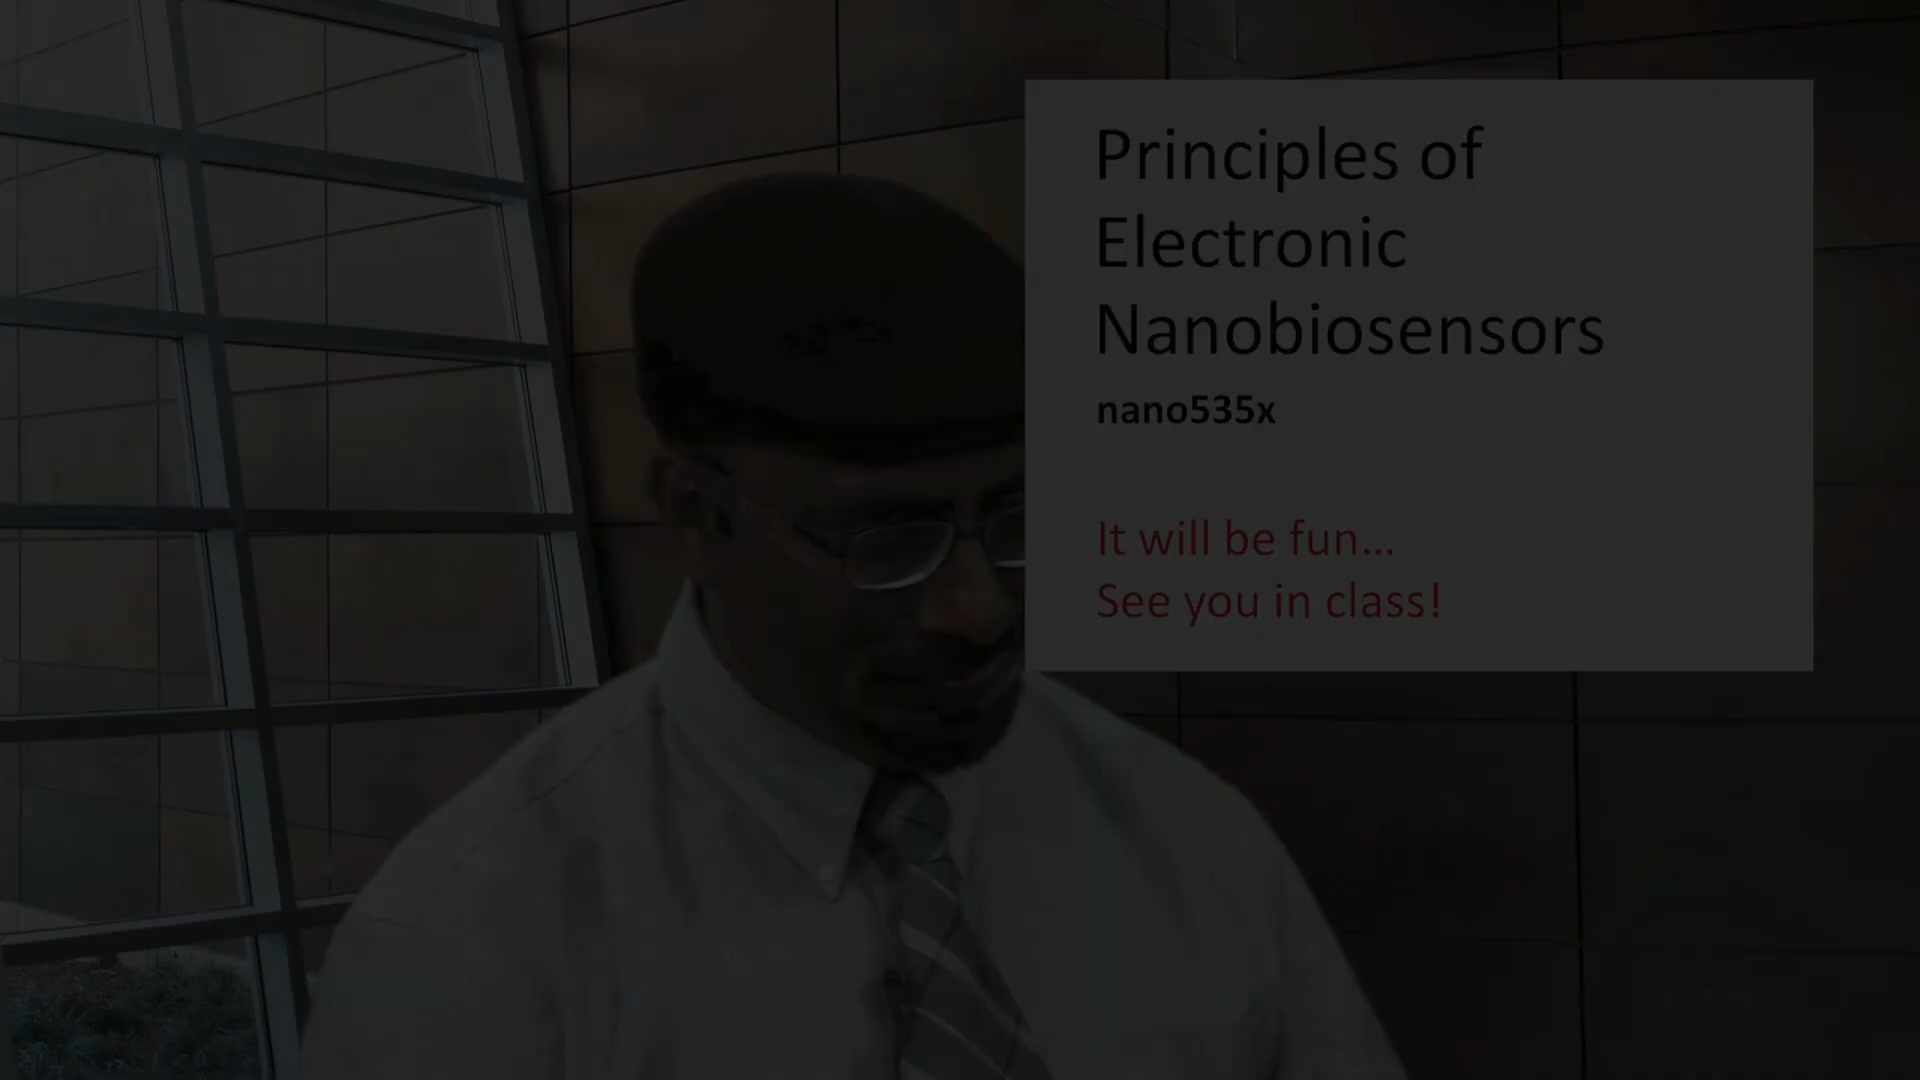 Principles of
Electronic
Nanobiosensors
nano535x
It will be fun...
See you in class!